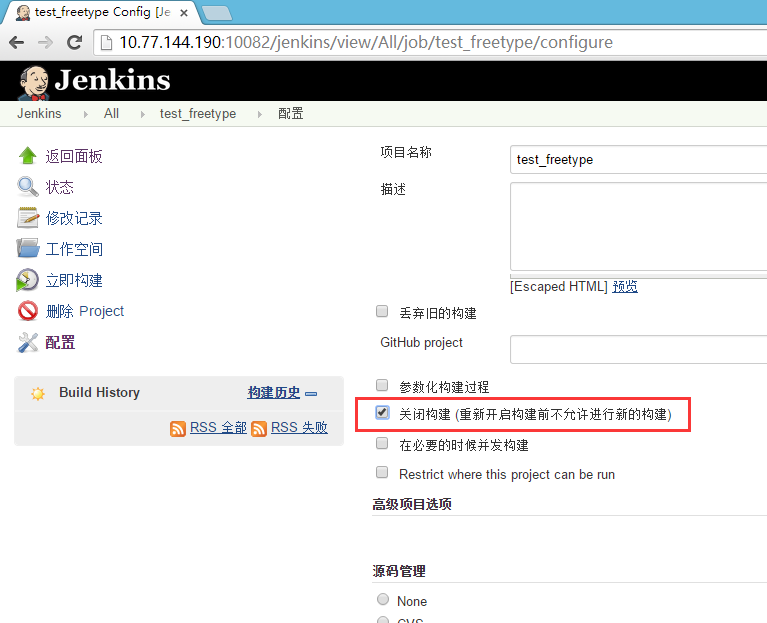 test_freetype Config [Je
10.77.144.190:10082/jenkins/view/All/job/test_freetype/configure
Jenkins
Jenkins All test_freetype 配置
返回面板
状态
修改记录
工作空间
立即构建
删除 Project
配置
Build History 构建历史
RSS 全部 RSS 失败
项目名称 test_freetype
描述
[Escaped HTML] 预览
丢弃旧的构建
GitHub project
参数化构建过程
关闭构建 (重新开启构建前不允许进行新的构建)
在必要的时候并发构建
Restrict where this project can be run
高级项目选项
源码管理
None
CVS